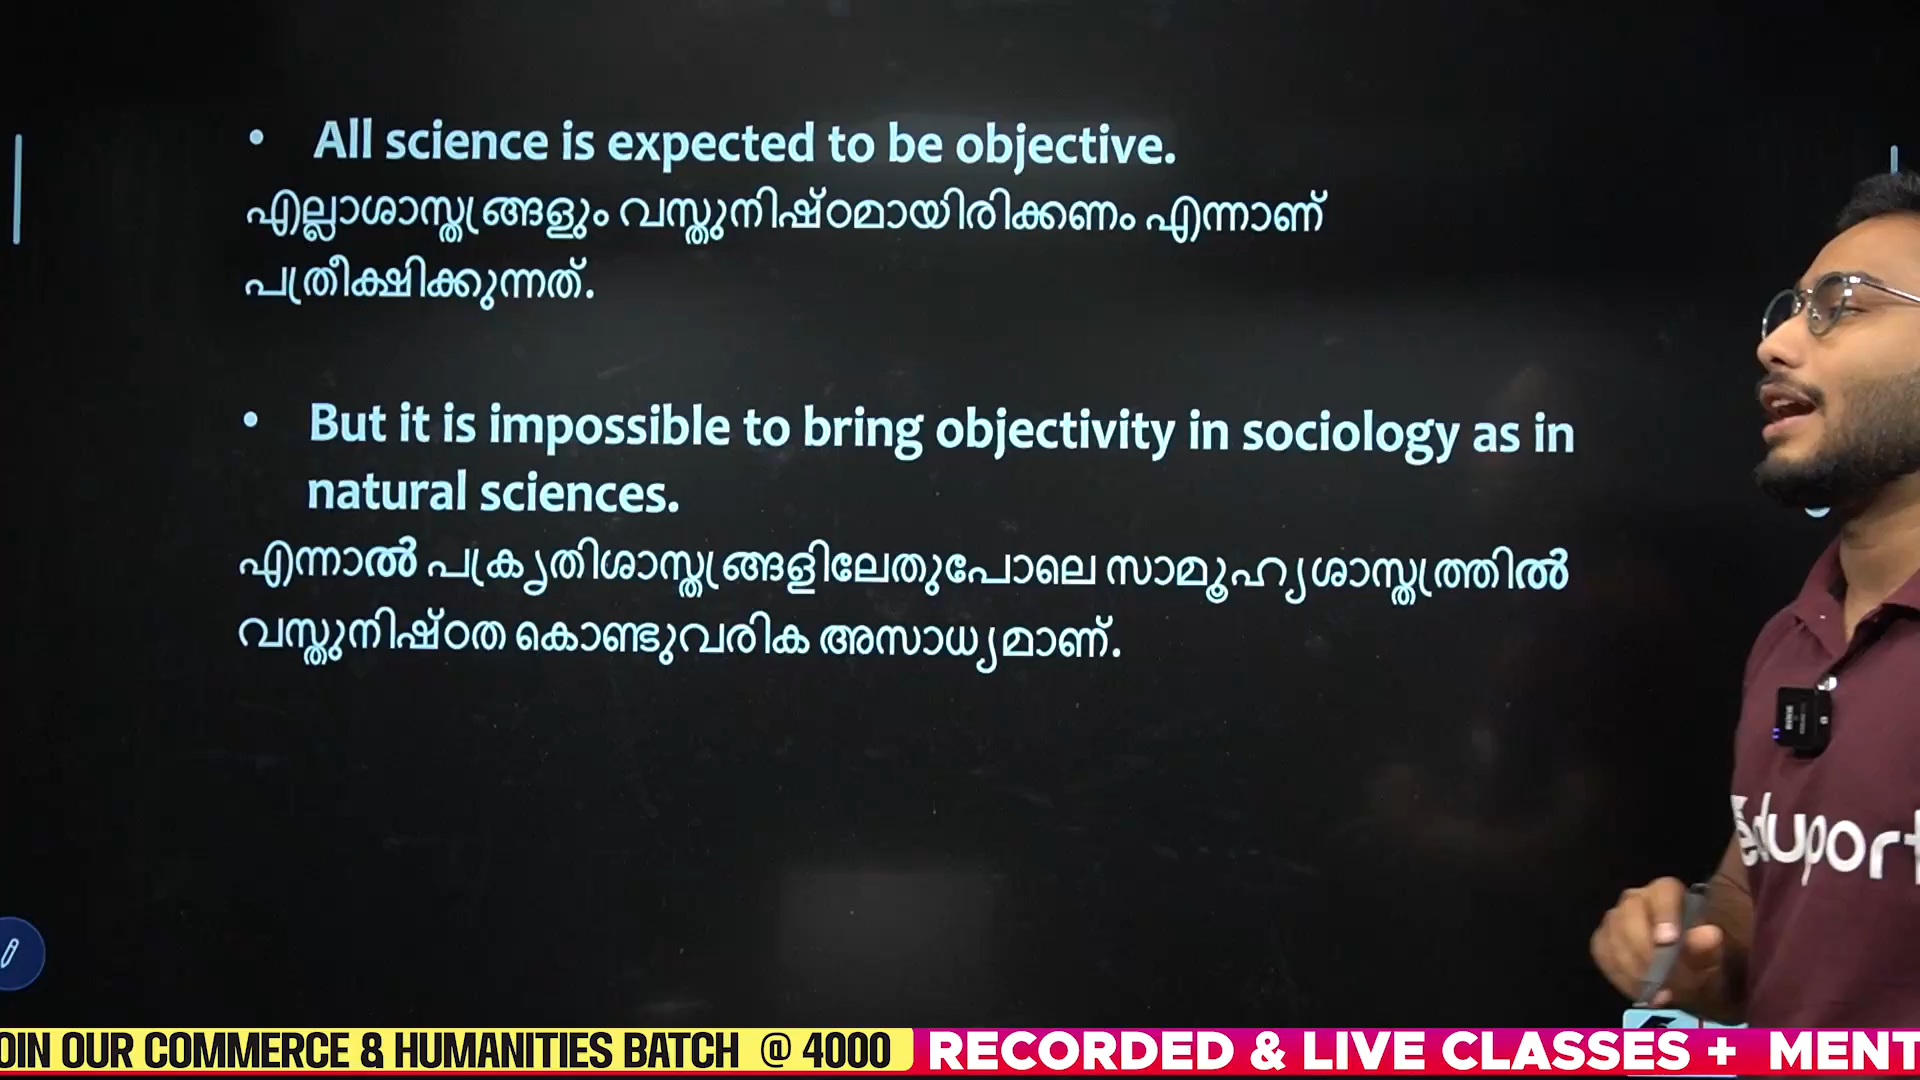 • All science is expected to be objective.
എല്ലാശാസ്ത്രങ്ങളും വസ്തുനിഷ്ഠമായിരിക്കണം എന്നാണ്
പ്രതീക്ഷിക്കുന്നത്.
• But it is impossible to bring objectivity in sociology as in
natural sciences.
എന്നാൽ പ്രകൃതിശാസ്ത്രങ്ങളിലേതുപോലെ സാമൂഹ്യശാസ്ത്രത്തിൽ
വസ്തുനിഷ്ഠത കൊണ്ടുവരിക അസാധ്യമാണ്.
eduport
OIN OUR COMMERCE & HUMANITIES BATCH @ 4000 RECORDED & LIVE CLASSES + MENT